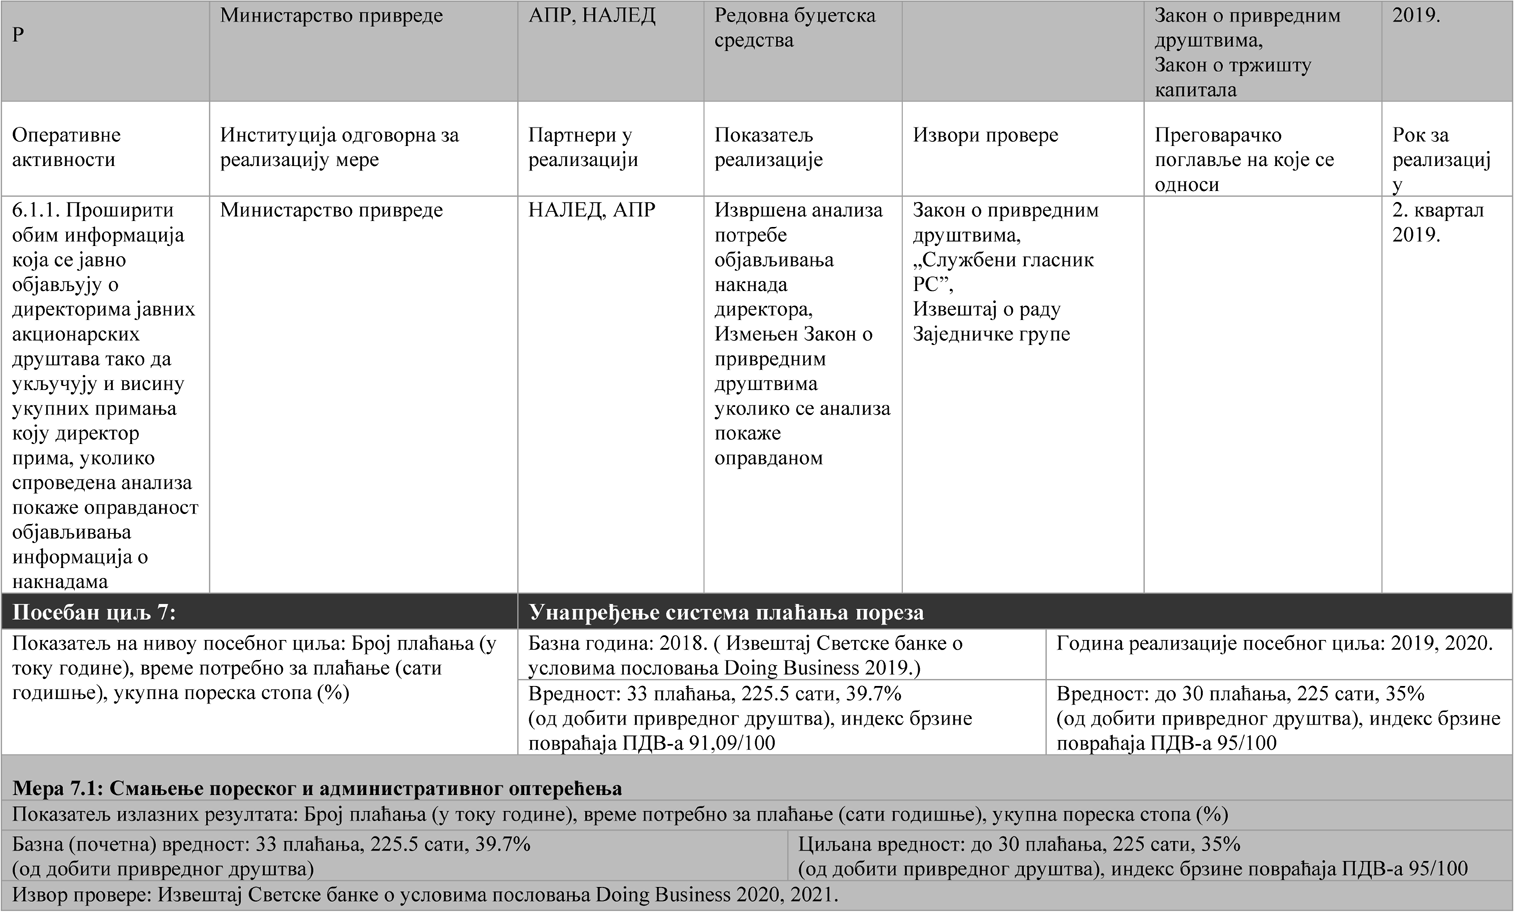 Р
Министарство привреде
АПР, НАЛЕД
Редовна буџетска
средства
Закон о привредним
друштвима,
Закон о тржишту
капитала
2019.
Оперативне
активности
Институција одговорна за
реализацију мере
Партнери у
реализацији
Показатељ
реализације
Извори провере
Преговарачко
поглавље на које се
односи
Рок за
реализациј
у
6.1.1. Проширити
обим информација
која се јавно
објављују о
директорима јавних
акционарских
друштава тако да
укључују и висину
укупних примања
коју директор
прима, уколико
спроведена анализа
покаже оправданост
објављивања
информација о
накнадама
Министарство привреде
НАЛЕД, АПР
Извршена анализа
потребе
објављивања
накнада
директора,
Измењен Закон о
привредним
друштвима
уколико се анализа
покаже
оправданом
Закон о привредним
друштвима,
„Службени гласник
РС”,
Извештај о раду
Заједничке групе
2. квартал
2019.
Посебан циљ 7:
Унапређење система плаћања пореза
Показатељ на нивоу посебног циља: Број плаћања (у
току године), време потребно за плаћање (сати
годишње), укупна пореска стопа (%)
Базна година: 2018. ( Извештај Светске банке о
условима пословања Doing Business 2019.)
Година реализације посебног циља: 2019, 2020.
Вредност: 33 плаћања, 225.5 сати, 39.7%
(од добити привредног друштва), индекс брзине
повраћаја ПДВ-а 91,09/100
Вредност: до 30 плаћања, 225 сати, 35%
(од добити привредног друштва), индекс брзине
повраћаја ПДВ-а 95/100
Мера 7.1: Смањење пореског и административног оптерећења
Показатељ излазних резултата: Број плаћања (у току године), време потребно за плаћање (сати годишње), укупна пореска стопа (%)
Базна (почетна) вредност: 33 плаћања, 225.5 сати, 39.7%
(од добити привредног друштва)
Циљана вредност: до 30 плаћања, 225 сати, 35%
(од добити привредног друштва), индекс брзине повраћаја ПДВ-а 95/100
Извор провере: Извештај Светске банке о условима пословања Doing Business 2020, 2021.